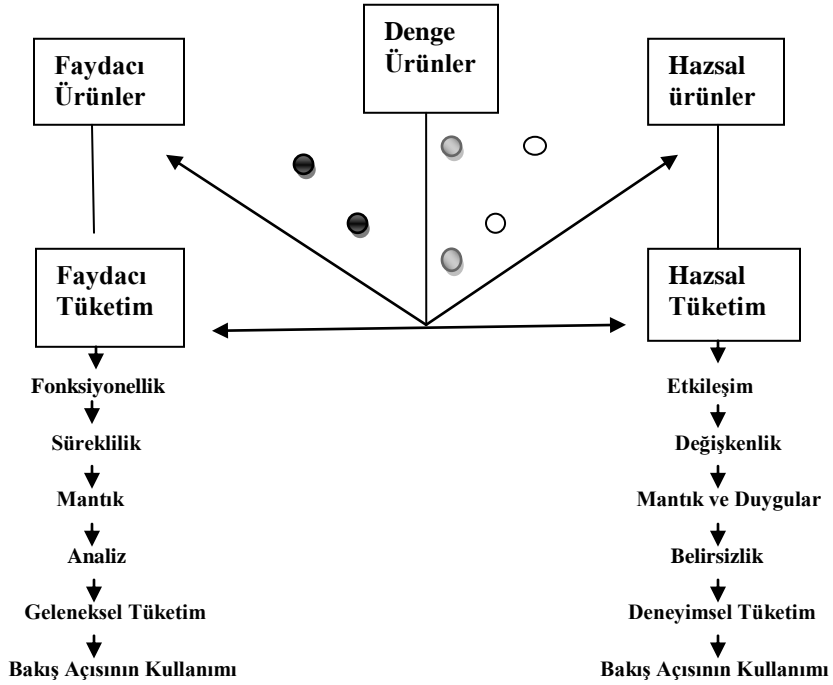 Faydacı
Ürünler
Denge
Ürünler
Hazsal
ürünler
Faydacı
Tüketim
Hazsal
Tüketim
Fonksiyonellik
Süreklilik
Mantık
Analiz
Geleneksel Tüketim
Bakış Açısının Kullanımı
Etkileşim
Değişkenlik
Mantık ve Duygular
Belirsizlik
Deneyimsel Tüketim
Bakış Açısının Kullanımı